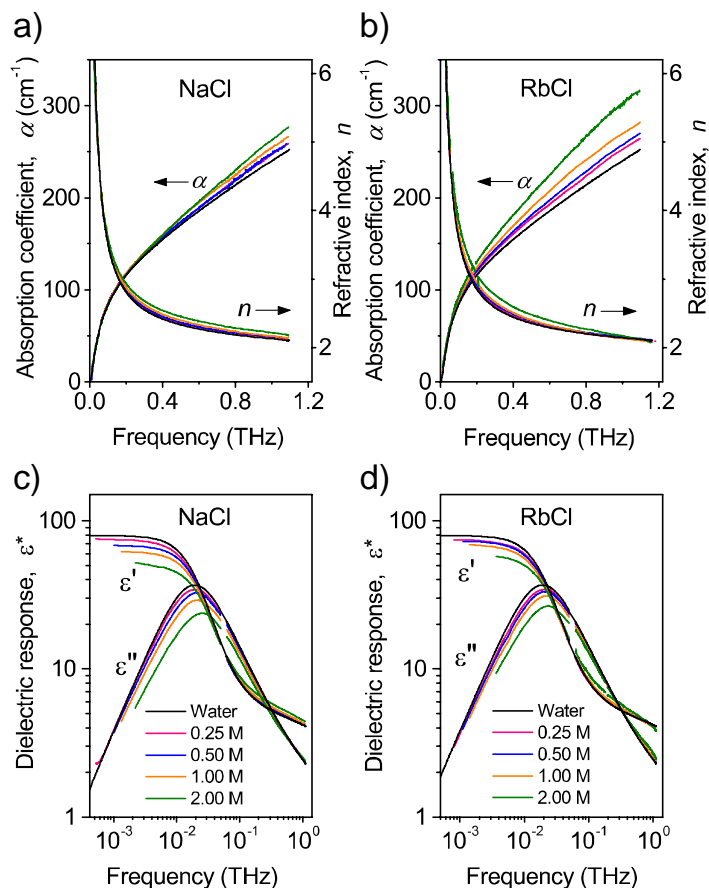 a)
NaCl
Absorption coefficient, α (cm⁻¹)
300
200
100
0
α
n
6
4
2
Refractive index, n
0.0 0.4 0.8 1.2
Frequency (THz)
b)
RbCl
Absorption coefficient, α (cm⁻¹)
300
200
100
0
α
n
6
4
2
Refractive index, n
0.0 0.4 0.8 1.2
Frequency (THz)
c)
NaCl
Dielectric response, ε*
100
10
1
ε'
ε"
Water
0.25 M
0.50 M
1.00 M
2.00 M
10⁻³ 10⁻² 10⁻¹ 10⁰
Frequency (THz)
d)
RbCl
Dielectric response, ε*
100
10
1
ε'
ε"
Water
0.25 M
0.50 M
1.00 M
2.00 M
10⁻³ 10⁻² 10⁻¹ 10⁰
Frequency (THz)